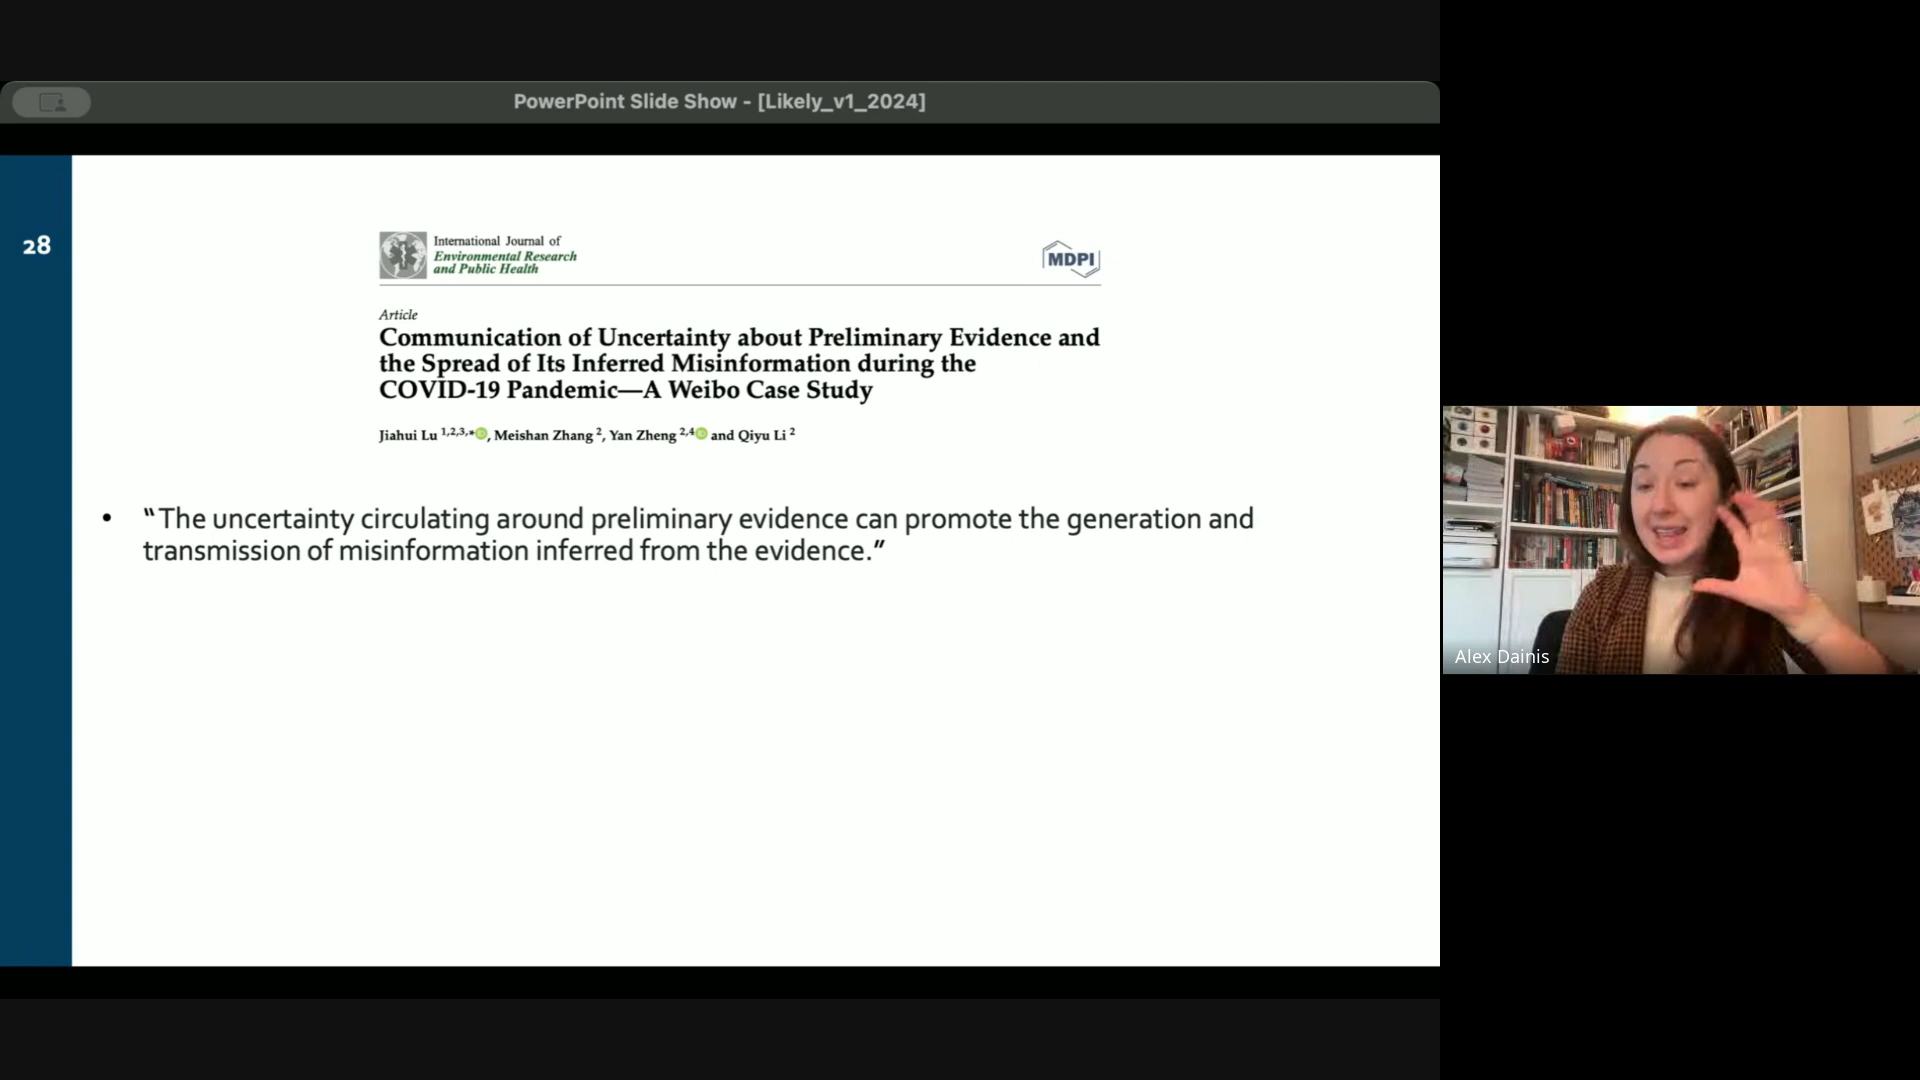 PowerPoint Slide Show - [Likely_v1_2024]
28
International Journal of
Environmental Research
and Public Health
MDPI
Article
Communication of Uncertainty about Preliminary Evidence and
the Spread of Its Inferred Misinformation during the
COVID-19 Pandemic—A Weibo Case Study
Jiahui Lu 1,2,3,*, Meishan Zhang 2, Yan Zheng 2,4 and Qiyu Li 2
• “The uncertainty circulating around preliminary evidence can promote the generation and
transmission of misinformation inferred from the evidence.”
Alex Dainis